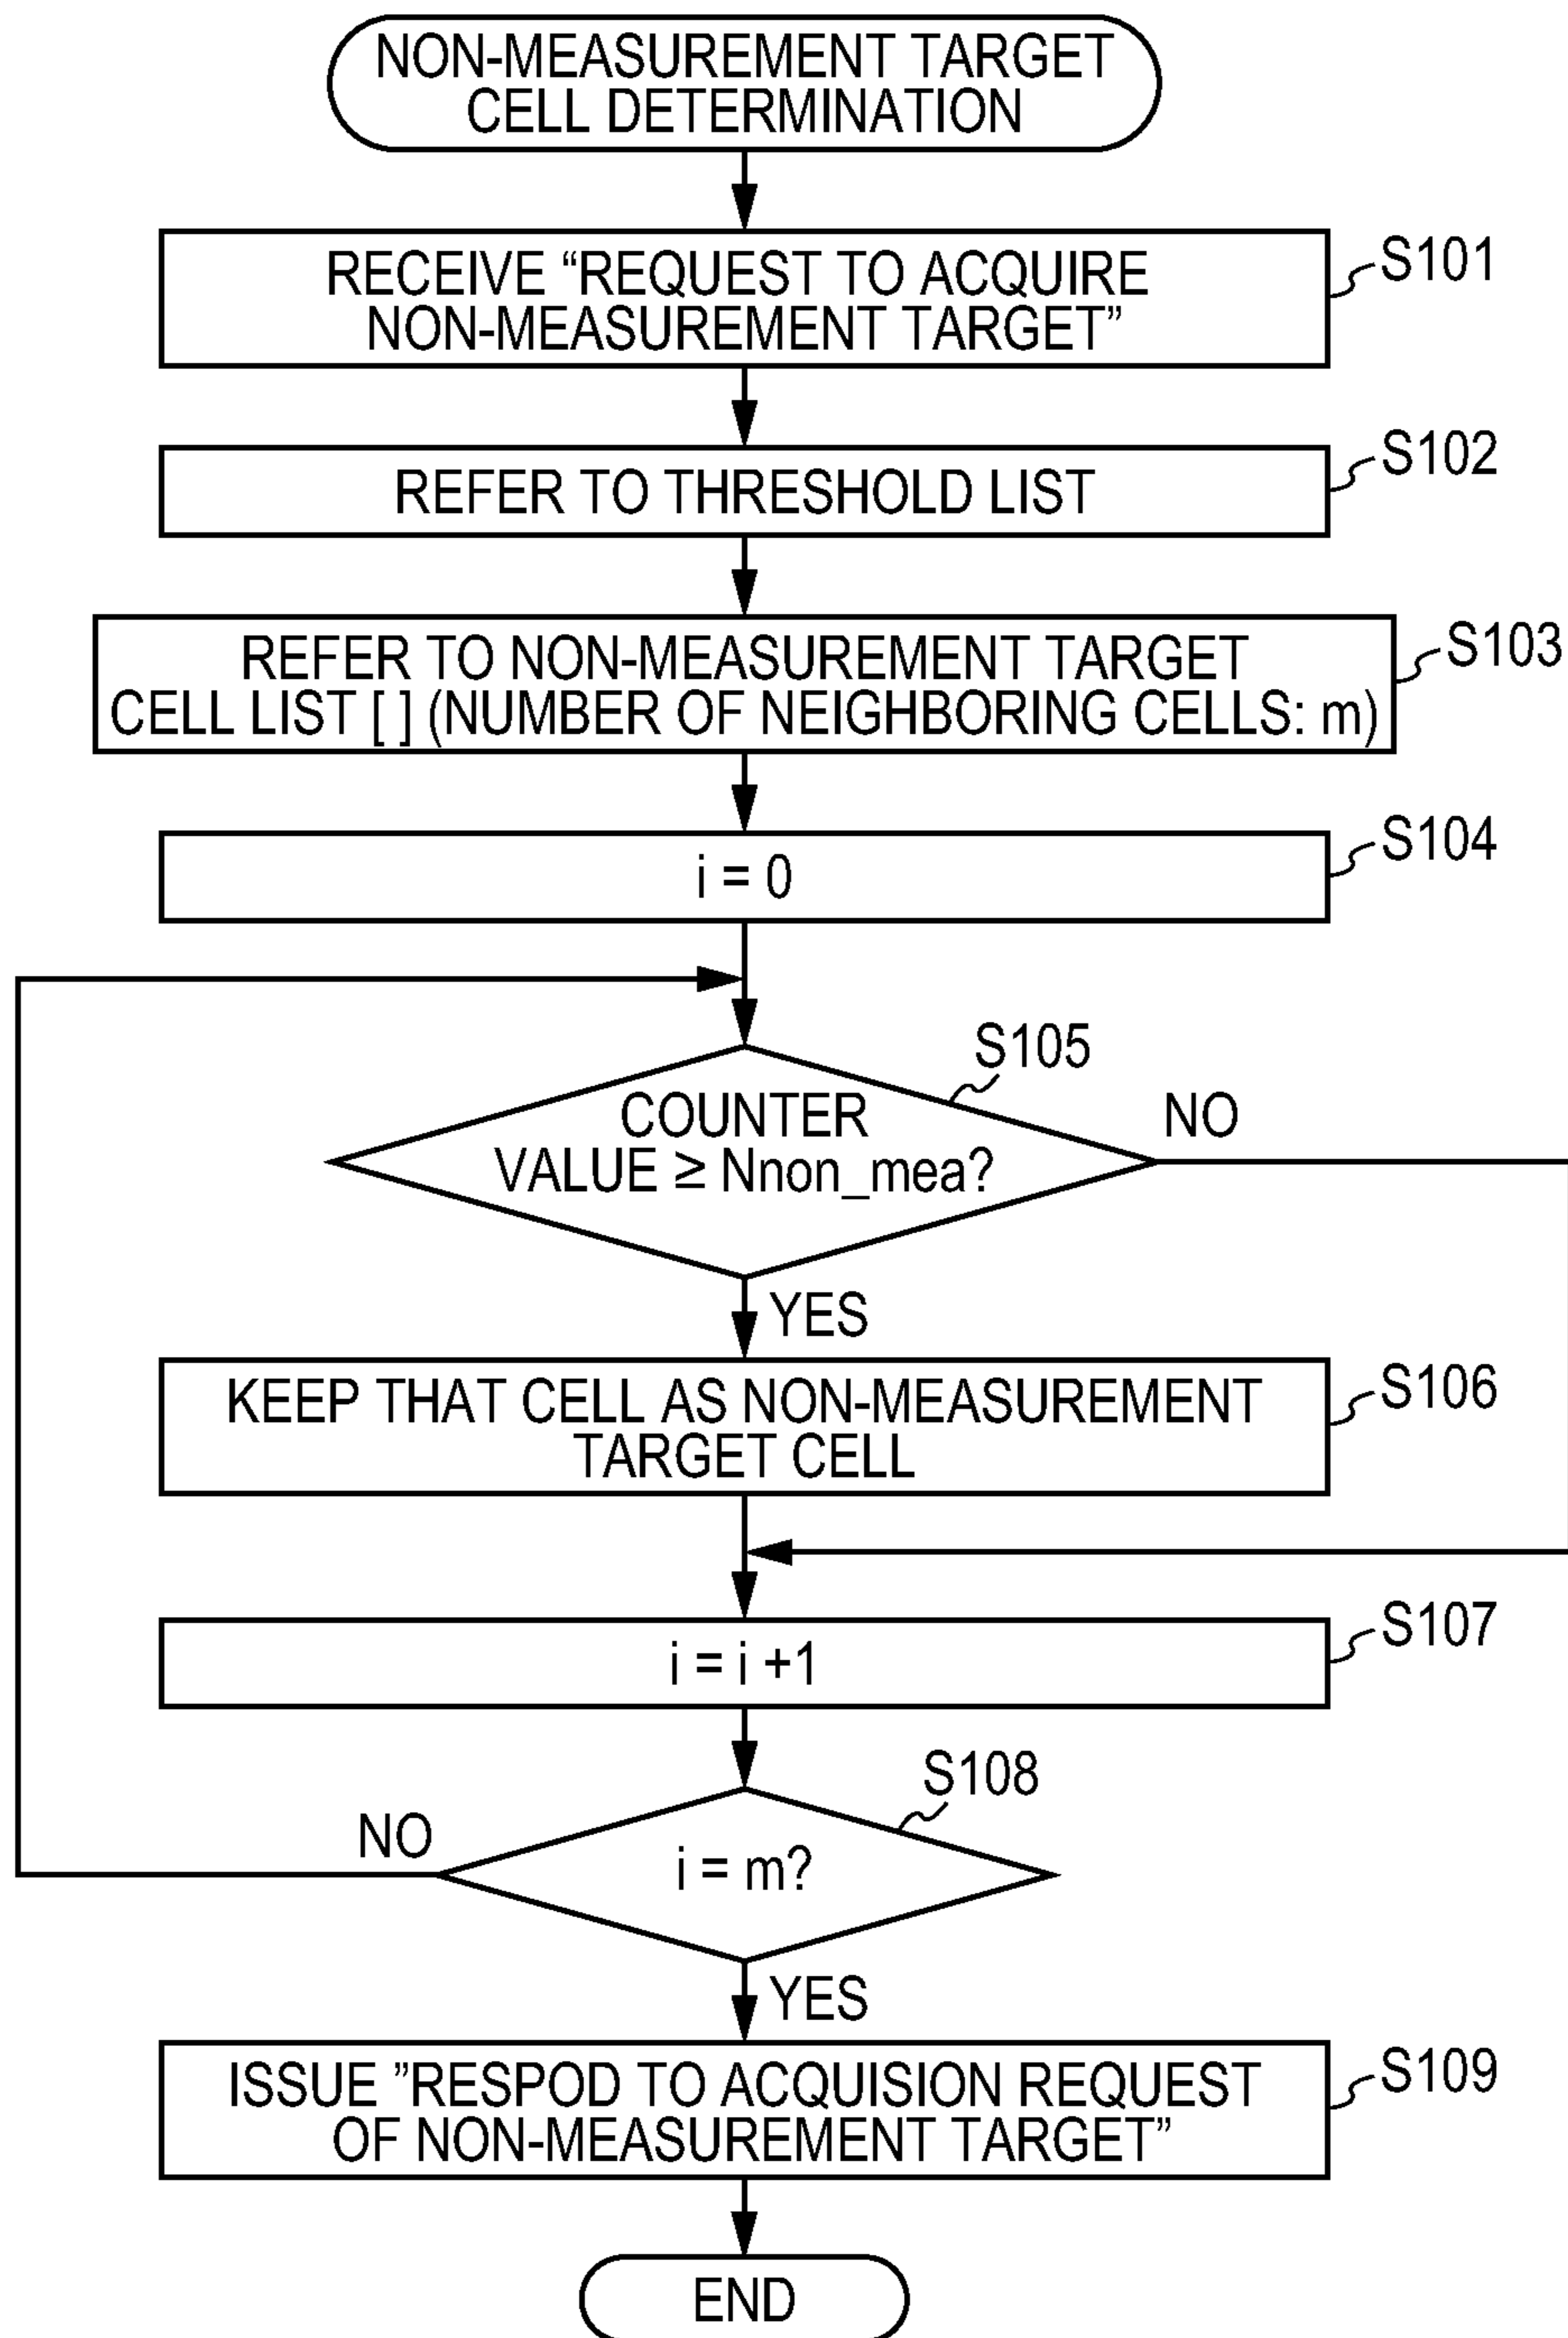 NON-MEASUREMENT TARGET
CELL DETERMINATION
RECEIVE “REQUEST TO ACQUIRE
NON-MEASUREMENT TARGET”
S101
REFER TO THRESHOLD LIST
S102
REFER TO NON-MEASUREMENT TARGET
CELL LIST [ ] (NUMBER OF NEIGHBORING CELLS: m)
S103
i = 0
S104
COUNTER
VALUE ≥ Nnon_mea?
S105
NO
YES
KEEP THAT CELL AS NON-MEASUREMENT
TARGET CELL
S106
i = i +1
S107
i = m?
S108
NO
YES
ISSUE ”RESPOD TO ACQUISION REQUEST
OF NON-MEASUREMENT TARGET”
S109
END